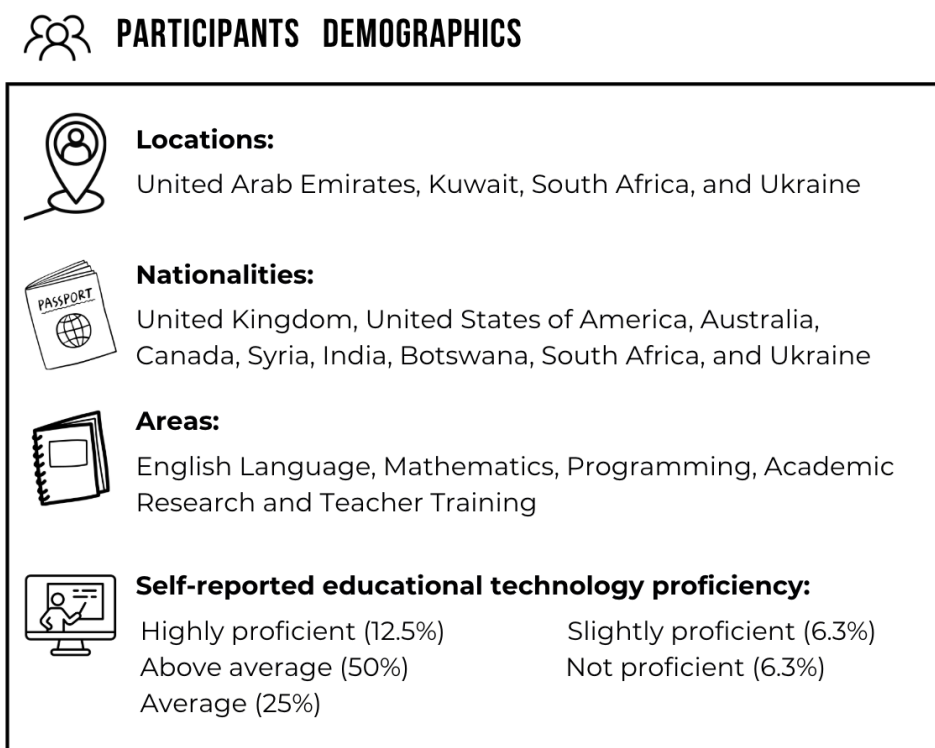 PARTICIPANTS DEMOGRAPHICS
Locations:
United Arab Emirates, Kuwait, South Africa, and Ukraine
PASSPORT
Nationalities:
United Kingdom, United States of America, Australia,
Canada, Syria, India, Botswana, South Africa, and Ukraine
Areas:
English Language, Mathematics, Programming, Academic
Research and Teacher Training
Self-reported educational technology proficiency:
Highly proficient (12.5%)
Above average (50%)
Average (25%)
Slightly proficient (6.3%)
Not proficient (6.3%)